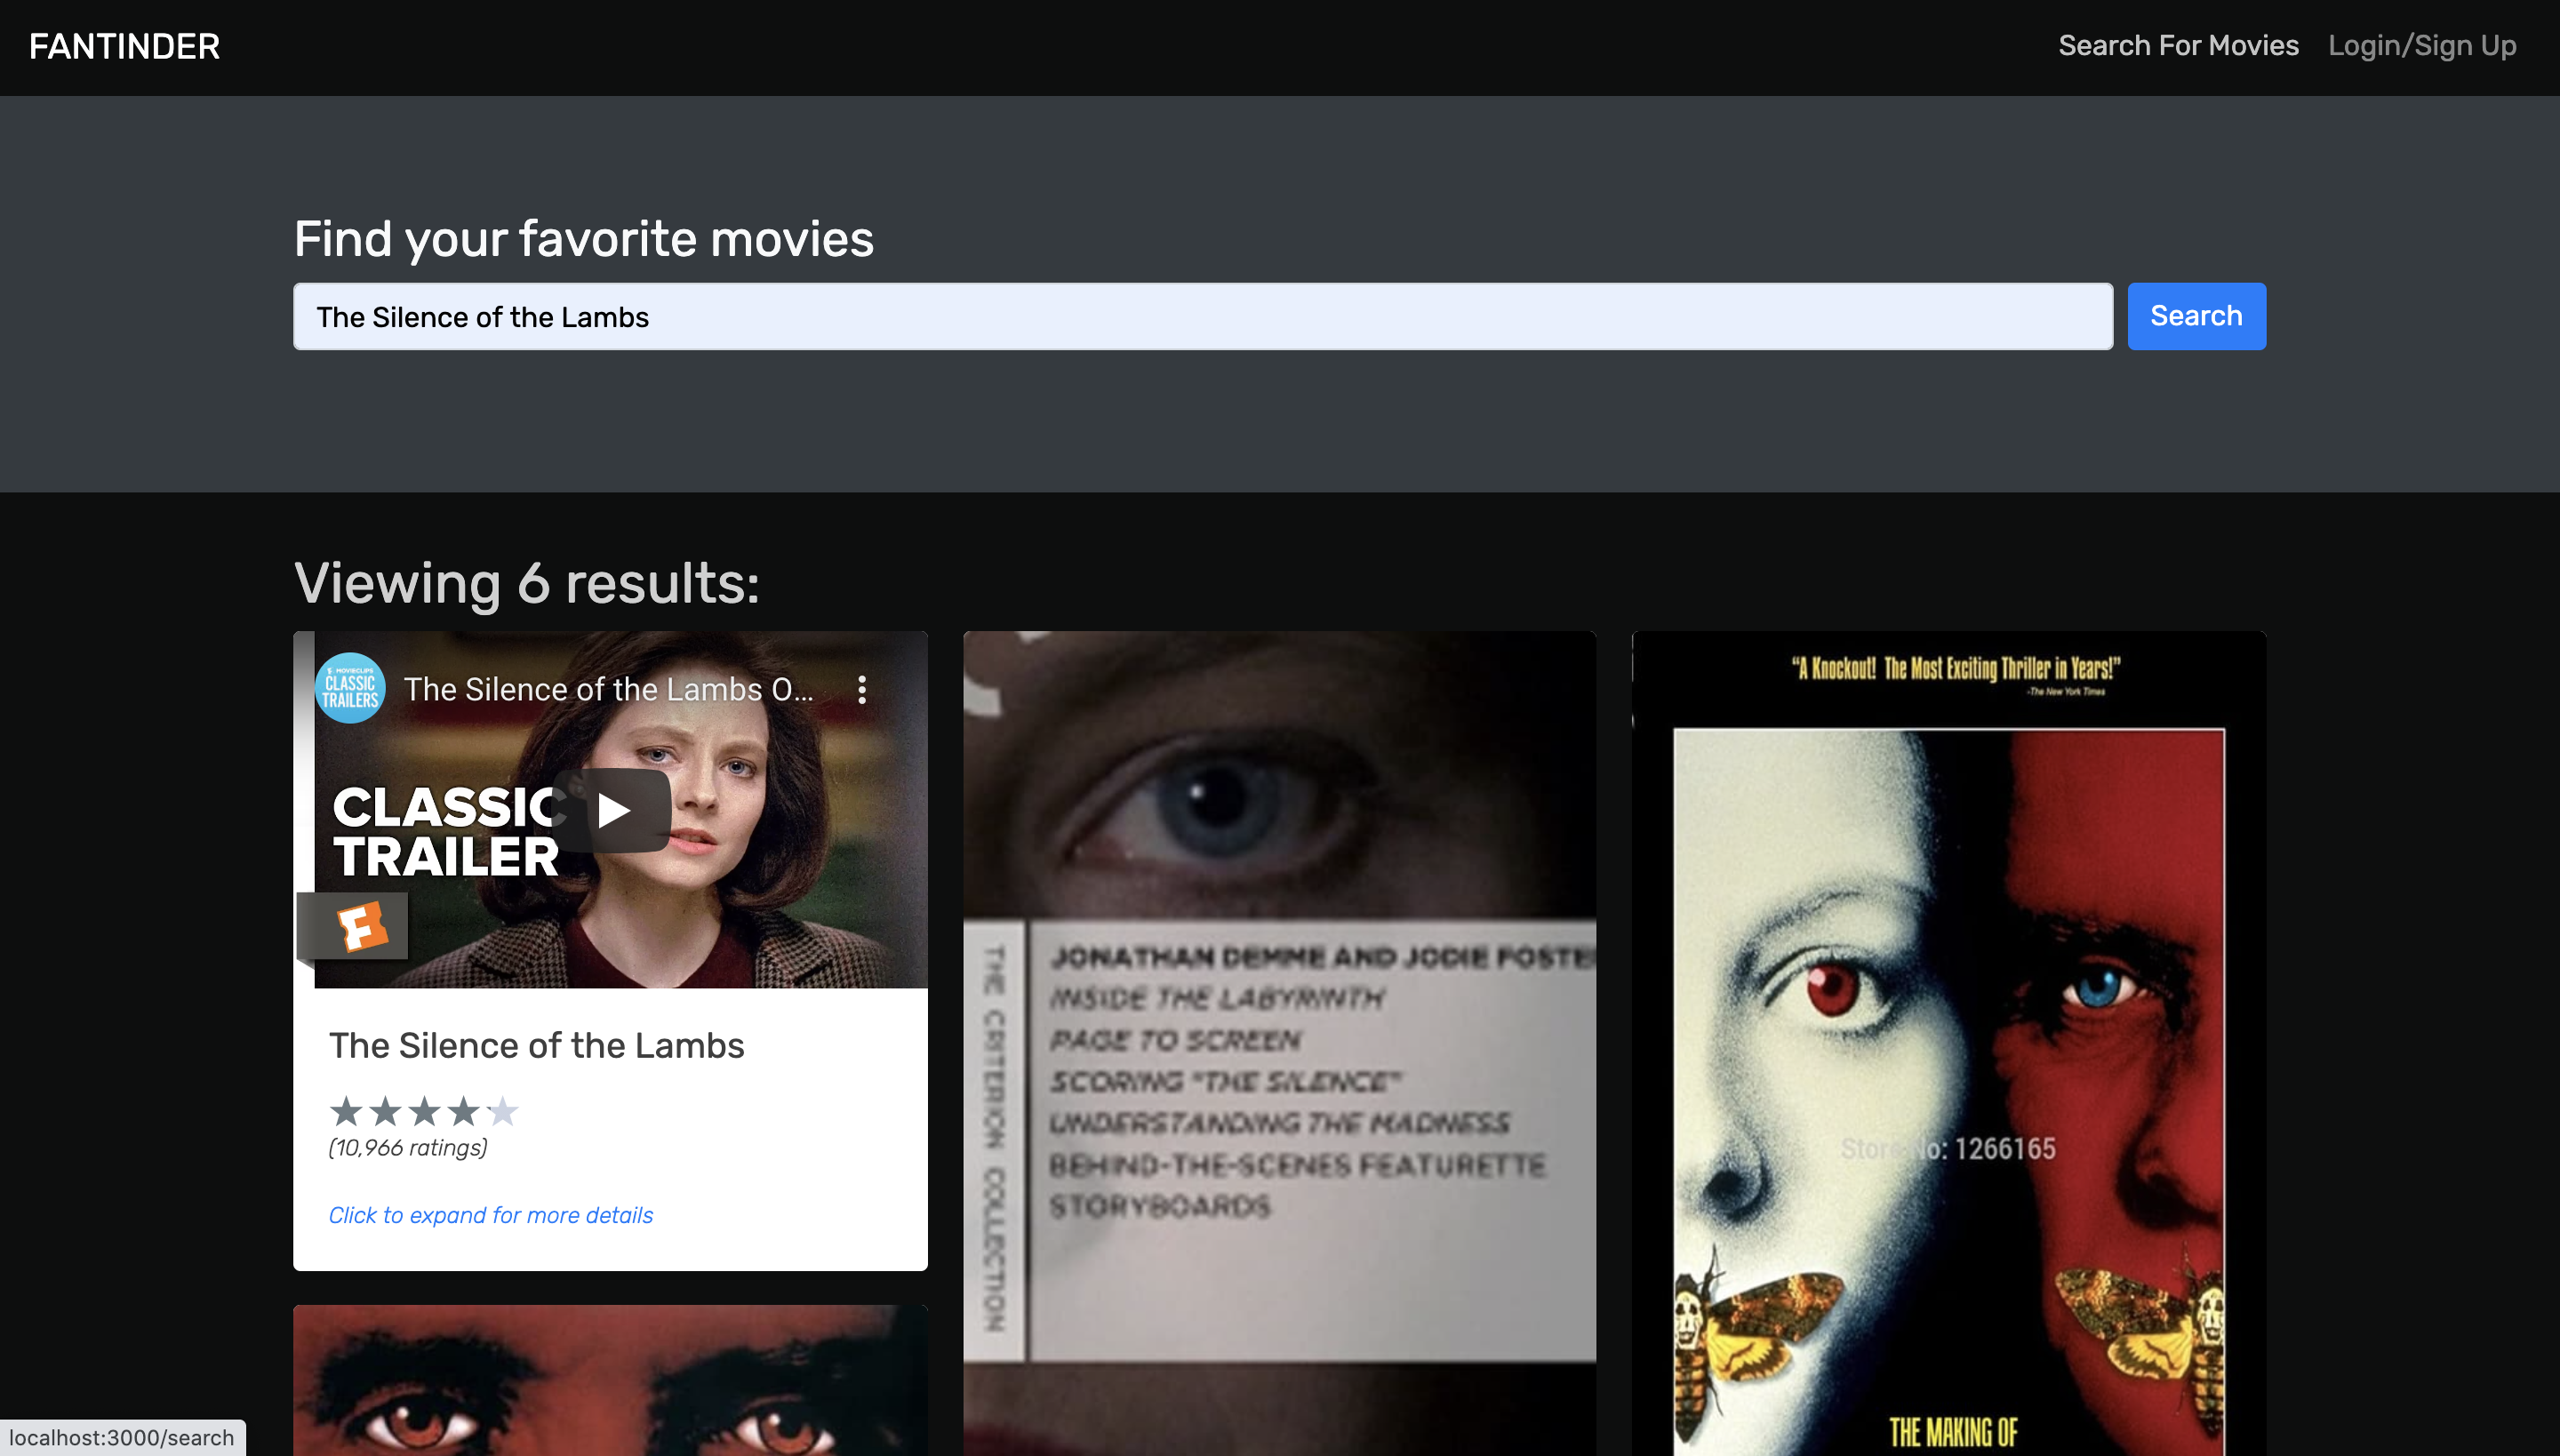 FANTINDER
Search For Movies
Login/Sign Up
Find your favorite movies
The Silence of the Lambs
Search
Viewing 6 results:
MOVIECLIPS
CLASSIC
TRAILERS
The Silence of the Lambs O...
CLASSIC
TRAILER
F
The Silence of the Lambs
(10,966 ratings)
Click to expand for more details
THE CRITERION COLLECTION
JONATHAN DEMME AND JODIE FOSTE
INSIDE THE LABYRINTH
PAGE TO SCREEN
SCORING "THE SILENCE"
UNDERSTANDING THE MADNESS
BEHIND-THE-SCENES FEATURETTE
STORYBOARDS
“A Knockout! The Most Exciting Thriller in Years!”
-The New York Times
Store No: 1266165
THE MAKING OF
localhost:3000/search